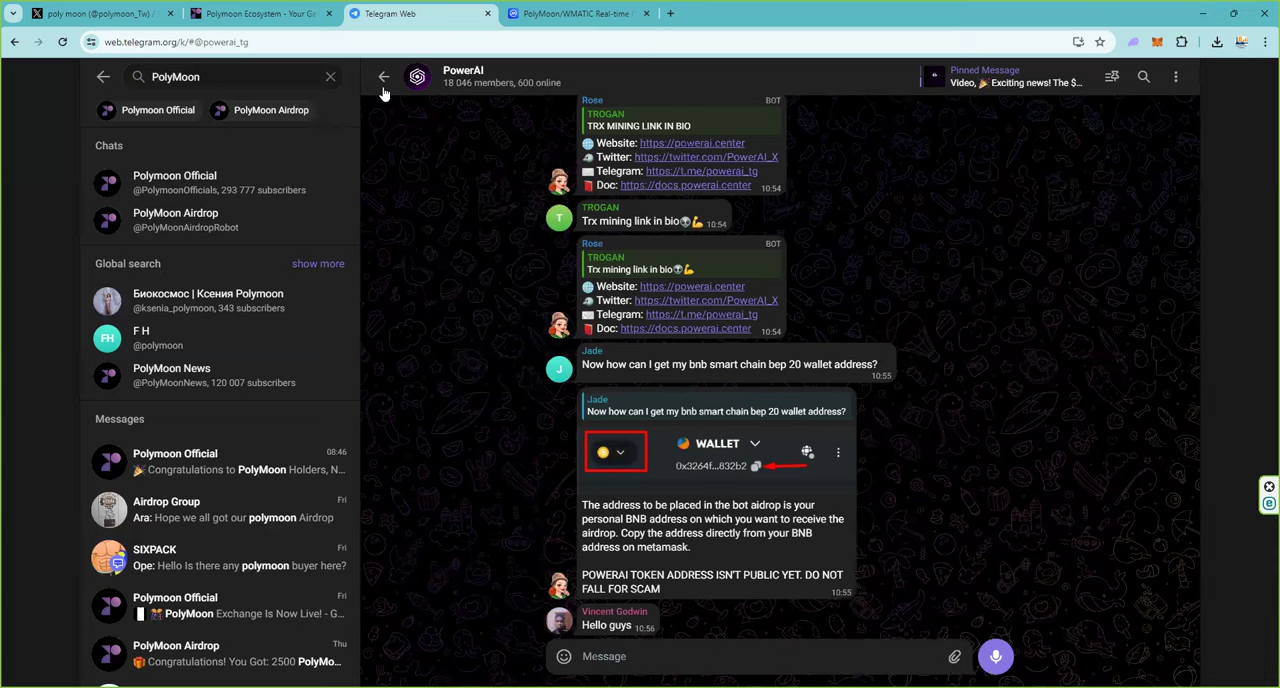 poly moon (@polymoon_Tw) /
Polymoon Ecosystem - Your Ga
Telegram Web
PolyMoon/WMATIC Real-time
web.telegram.org/k/#@powerai_tg
PolyMoon
PowerAI
18 046 members, 600 online
Pinned Message
Video, 🎉 Exciting news! The $...
Polymoon Official
PolyMoon Airdrop
Chats
Polymoon Official
@PolymoonOfficials, 293 777 subscribers
PolyMoon Airdrop
@PolyMoonAirdropRobot
Global search
show more
Биокосмос | Ксения Polymoon
@ksenia_polymoon, 343 subscribers
FH
F H
@polymoon
PolyMoon News
@PolyMoonNews, 120 007 subscribers
Messages
Polymoon Official 08:46
🎉 Congratulations to PolyMoon Holders, N...
Airdrop Group Fri
Ara: Hope we all got our polymoon Airdrop
SIXPACK Fri
Ope: Hello Is there any polymoon buyer here?
Polymoon Official Fri
PolyMoon Exchange Is Now Live! - G...
PolyMoon Airdrop Thu
🎁 Congratulations! You Got: 2500 PolyMo...
Rose BOT
TROGAN
TRX MINING LINK IN BIO
🌐 Website: https://powerai.center
Twitter: https://twitter.com/PowerAI_X
✉️ Telegram: https://t.me/powerai_tg
📕 Doc: https://docs.powerai.center 10:54
T
TROGAN
Trx mining link in bio👽💪 10:54
Rose BOT
TROGAN
Trx mining link in bio👽💪
🌐 Website: https://powerai.center
Twitter: https://twitter.com/PowerAI_X
✉️ Telegram: https://t.me/powerai_tg
📕 Doc: https://docs.powerai.center 10:54
J
Jade
Now how can I get my bnb smart chain bep 20 wallet address?
10:55
Jade
Now how can I get my bnb smart chain bep 20 wallet address?
WALLET
0x3264f...832b2
The address to be placed in the bot aidrop is your
personal BNB address on which you want to receive the
airdrop. Copy the address directly from your BNB
address on metamask.
POWERAI TOKEN ADDRESS ISN'T PUBLIC YET. DO NOT
FALL FOR SCAM 10:55
Vincent Godwin
Hello guys 10:56
Message